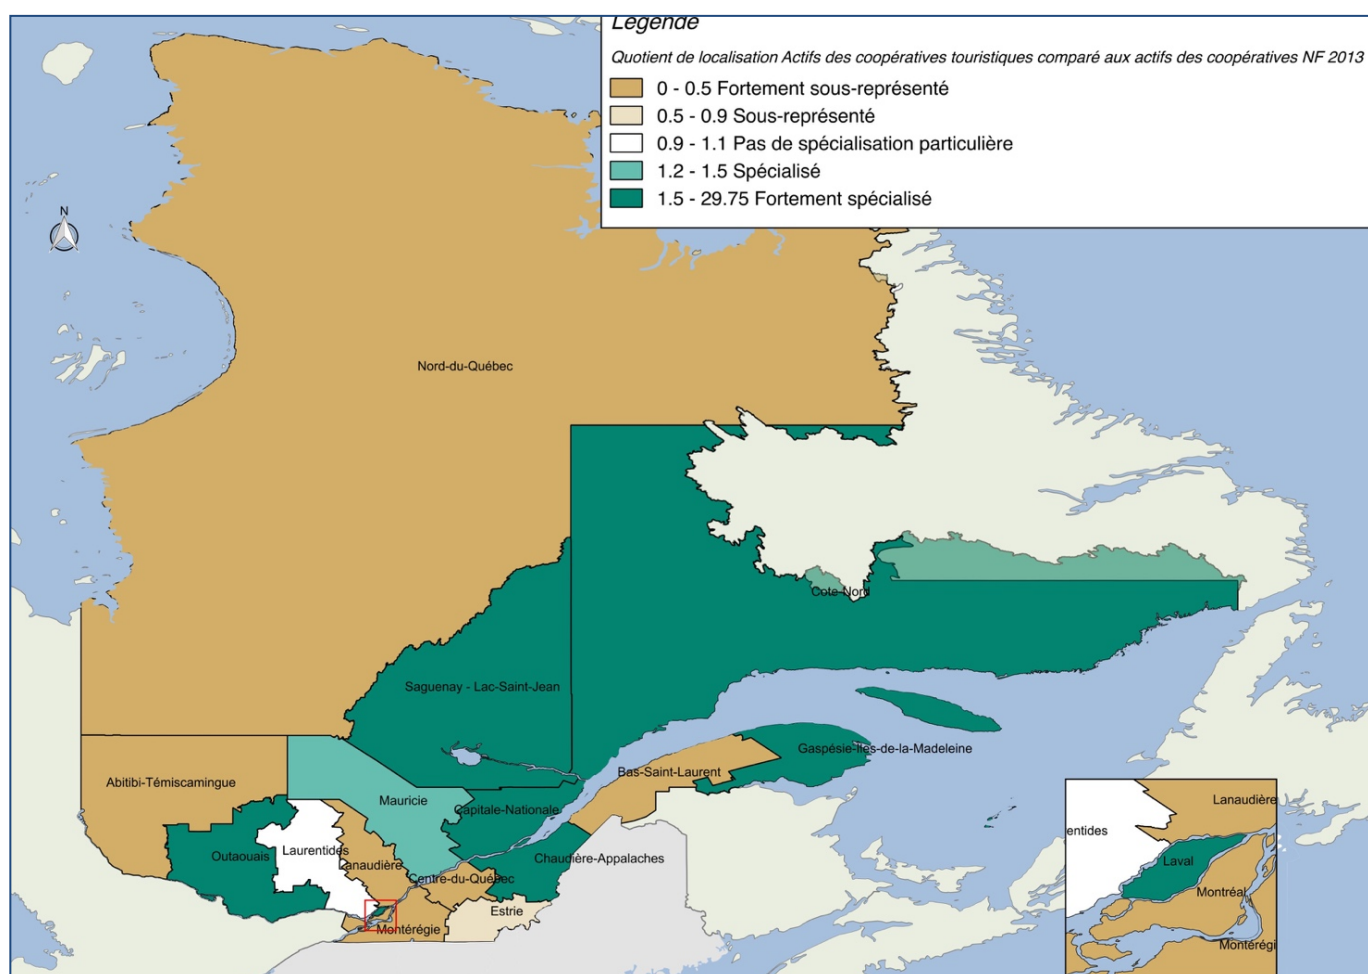 Légende
Quotient de localisation Actifs des coopératives touristiques comparé aux actifs des coopératives NF 2013
0 - 0.5 Fortement sous-représenté
0.5 - 0.9 Sous-représenté
0.9 - 1.1 Pas de spécialisation particulière
1.2 - 1.5 Spécialisé
1.5 - 29.75 Fortement spécialisé
N
Nord-du-Québec
Cote-Nord
Saguenay - Lac-Saint-Jean
Gaspésie-Iles-de-la-Madeleine
Bas-Saint-Laurent
Abitibi-Témiscamingue
Mauricie
Capitale-Nationale
Outaouais
Laurentides
Lanaudière
Chaudière-Appalaches
Centre-du-Québec
Estrie
Montérégie
Lanaudière
entides
Laval
Montréal
Montérégi